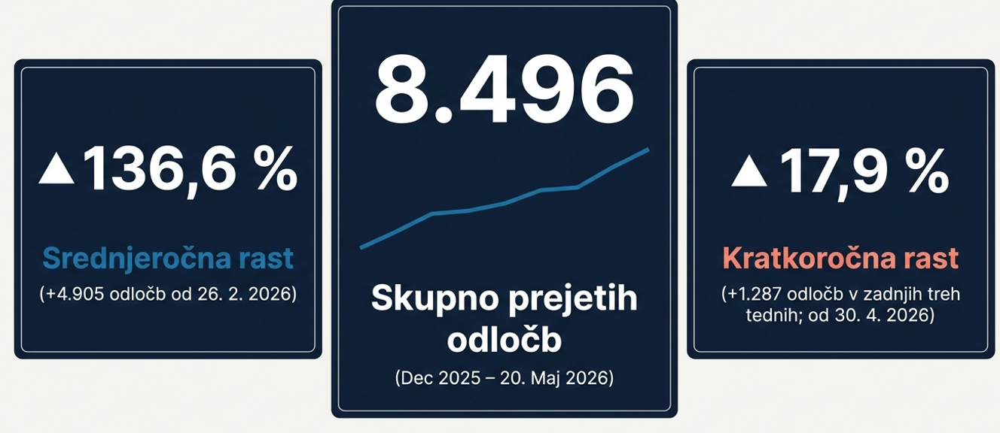 ▲136,6 %
Srednjeročna rast
(+4.905 odločb od 26. 2. 2026)
8.496
Skupno prejetih
odločb
(Dec 2025 – 20. Maj 2026)
▲ 17,9 %
Kratkoročna rast
(+1.287 odločb v zadnjih treh
tednih; od 30. 4. 2026)